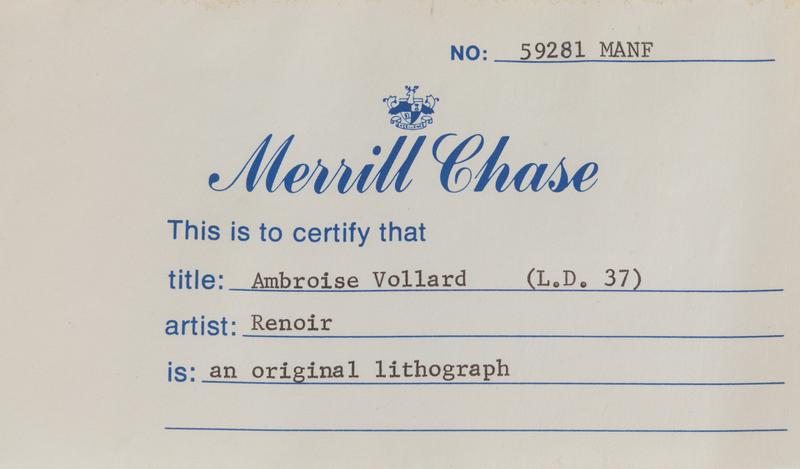 NO: 59281 MANF
Merrill Chase
This is to certify that
title: Ambroise Vollard (L.D. 37)
artist: Renoir
is: an original lithograph